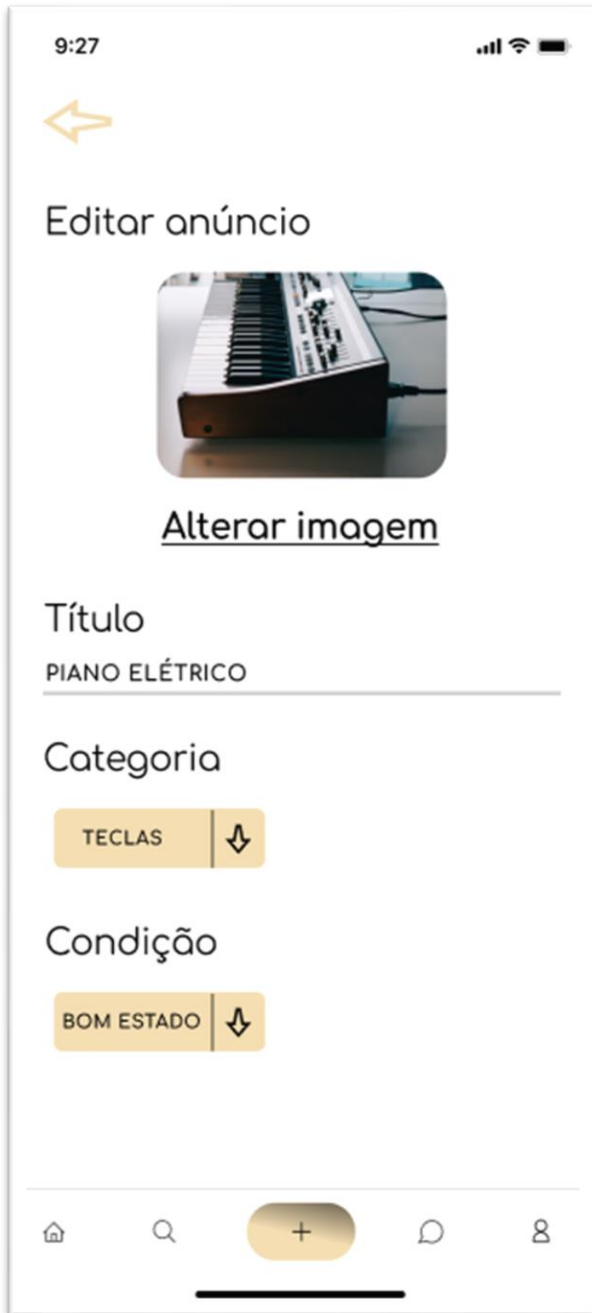 9:27
Editar anúncio
Alterar imagem
Título
PIANO ELÉTRICO
Categoria
TECLAS
Condição
BOM ESTADO